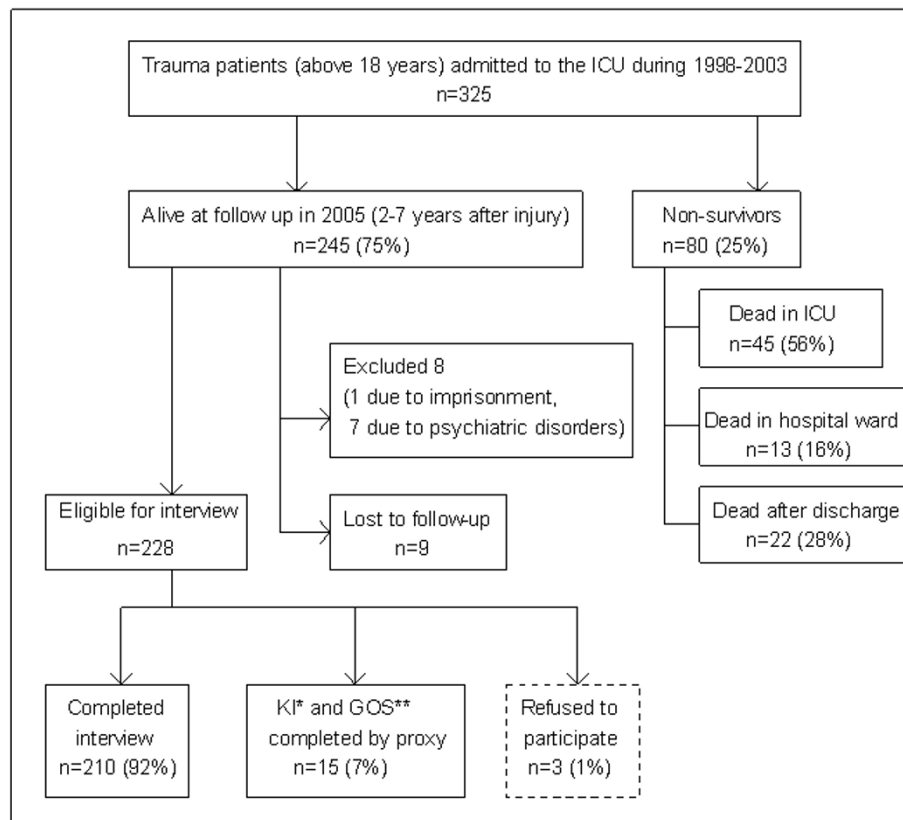 Trauma patients (above 18 years) admitted to the ICU during 1998-2003
n=325
Alive at follow up in 2005 (2-7 years after injury)
n=245 (75%)
Non-survivors
n=80 (25%)
Dead in ICU
n=45 (56%)
Dead in hospital ward
n=13 (16%)
Dead after discharge
n=22 (28%)
Excluded 8
(1 due to imprisonment,
7 due to psychiatric disorders)
Lost to follow-up
n=9
Eligible for interview
n=228
Completed
interview
n=210 (92%)
KI* and GOS**
completed by proxy
n=15 (7%)
Refused to
participate
n=3 (1%)